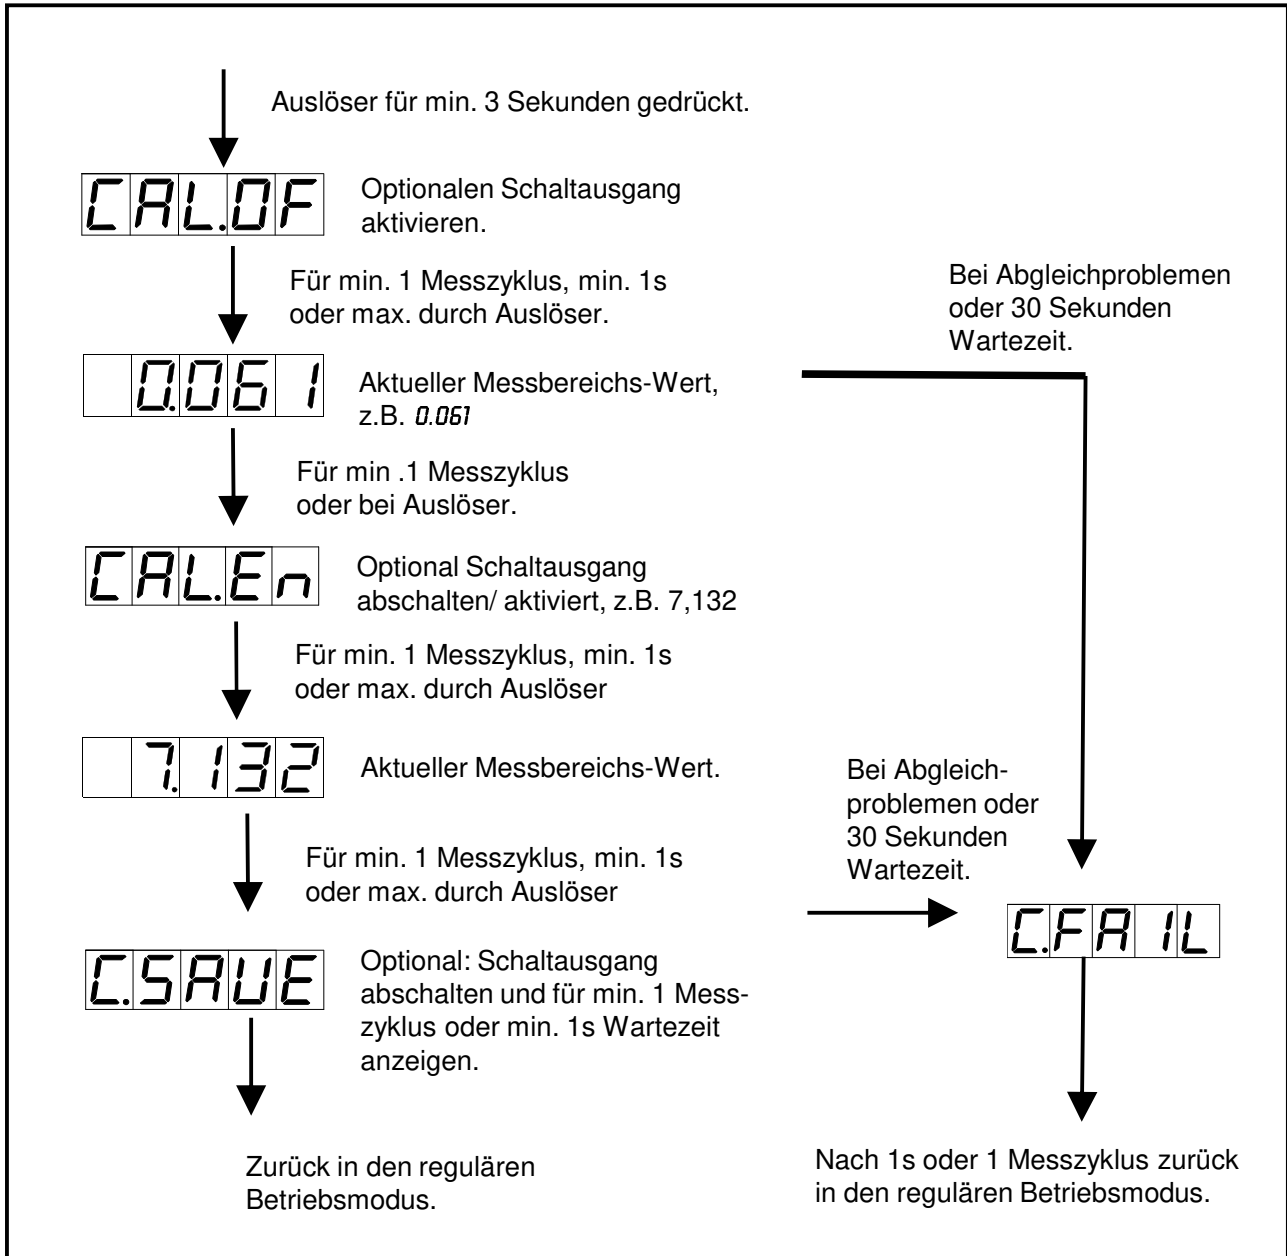 Auslöser für min. 3 Sekunden gedrückt.
CAL.OF
Optionalen Schaltausgang
aktivieren.
Für min. 1 Messzyklus, min. 1s
oder max. durch Auslöser.
Bei Abgleichproblemen
oder 30 Sekunden
Wartezeit.
0.061
Aktueller Messbereichs-Wert,
z.B. 0.061
Für min .1 Messzyklus
oder bei Auslöser.
CAL.En
Optional Schaltausgang
abschalten/ aktiviert, z.B. 7,132
Für min. 1 Messzyklus, min. 1s
oder max. durch Auslöser
7.132
Aktueller Messbereichs-Wert.
Bei Abgleich-
problemen oder
30 Sekunden
Wartezeit.
Für min. 1 Messzyklus, min. 1s
oder max. durch Auslöser
C.FAIL
C.SAUE
Optional: Schaltausgang
abschalten und für min. 1 Mess-
zyklus oder min. 1s Wartezeit
anzeigen.
Zurück in den regulären
Betriebsmodus.
Nach 1s oder 1 Messzyklus zurück
in den regulären Betriebsmodus.